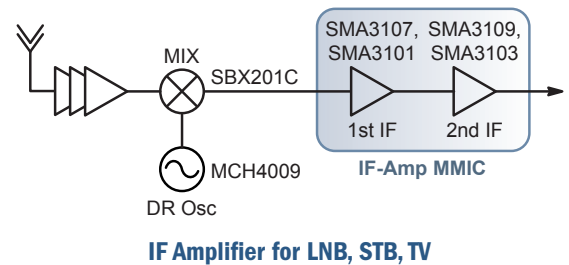 SMA3107, SMA3109,
SMA3101 SMA3103
MIX
SBX201C
1st IF 2nd IF
MCH4009
IF-Amp MMIC
DR Osc
IF Amplifier for LNB, STB, TV